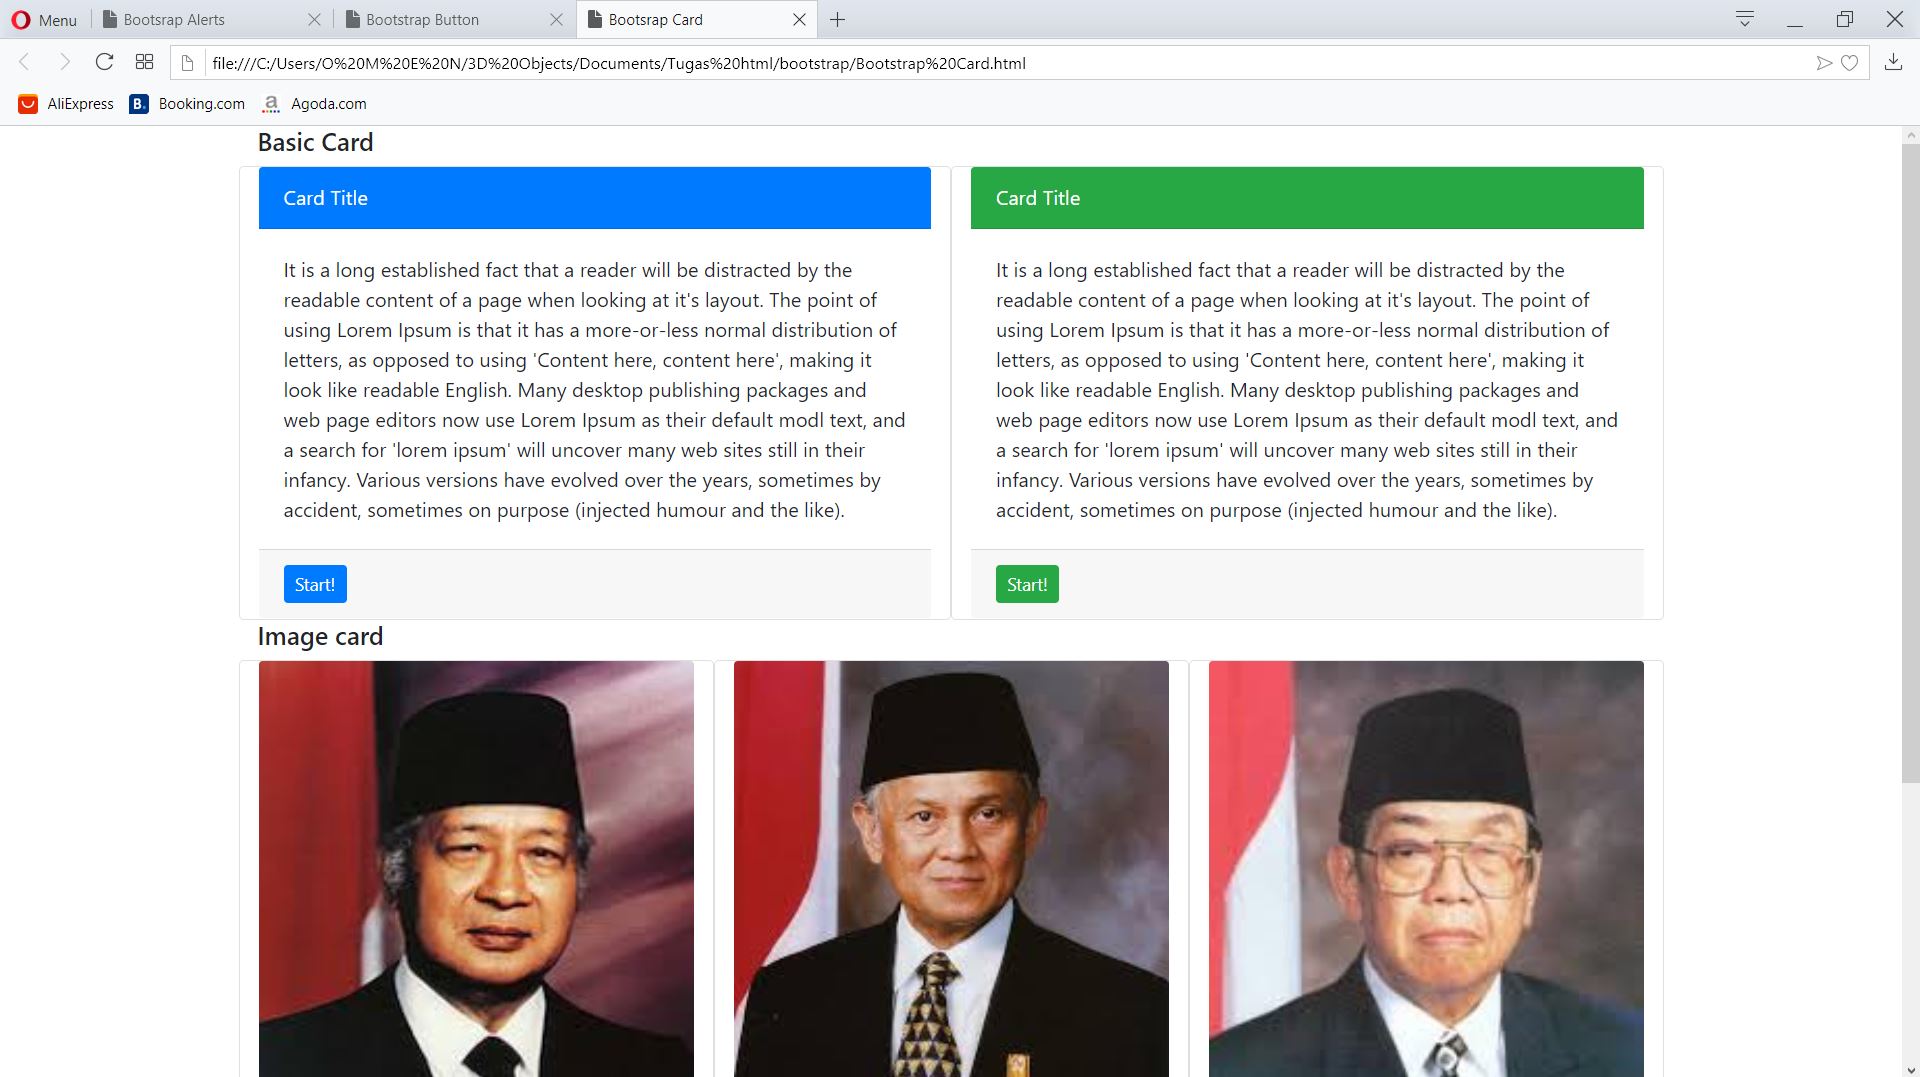 Menu
Bootsrap Alerts
Bootstrap Button
Bootsrap Card
file:///C:/Users/O%20M%20E%20N/3D%20Objects/Documents/Tugas%20html/bootstrap/Bootstrap%20Card.html
AliExpress
B. Booking.com
a Agoda.com
Basic Card
Card Title
It is a long established fact that a reader will be distracted by the
readable content of a page when looking at it's layout. The point of
using Lorem Ipsum is that it has a more-or-less normal distribution of
letters, as opposed to using 'Content here, content here', making it
look like readable English. Many desktop publishing packages and
web page editors now use Lorem Ipsum as their default modl text, and
a search for 'lorem ipsum' will uncover many web sites still in their
infancy. Various versions have evolved over the years, sometimes by
accident, sometimes on purpose (injected humour and the like).
Start!
Card Title
It is a long established fact that a reader will be distracted by the
readable content of a page when looking at it's layout. The point of
using Lorem Ipsum is that it has a more-or-less normal distribution of
letters, as opposed to using 'Content here, content here', making it
look like readable English. Many desktop publishing packages and
web page editors now use Lorem Ipsum as their default modl text, and
a search for 'lorem ipsum' will uncover many web sites still in their
infancy. Various versions have evolved over the years, sometimes by
accident, sometimes on purpose (injected humour and the like).
Start!
Image card